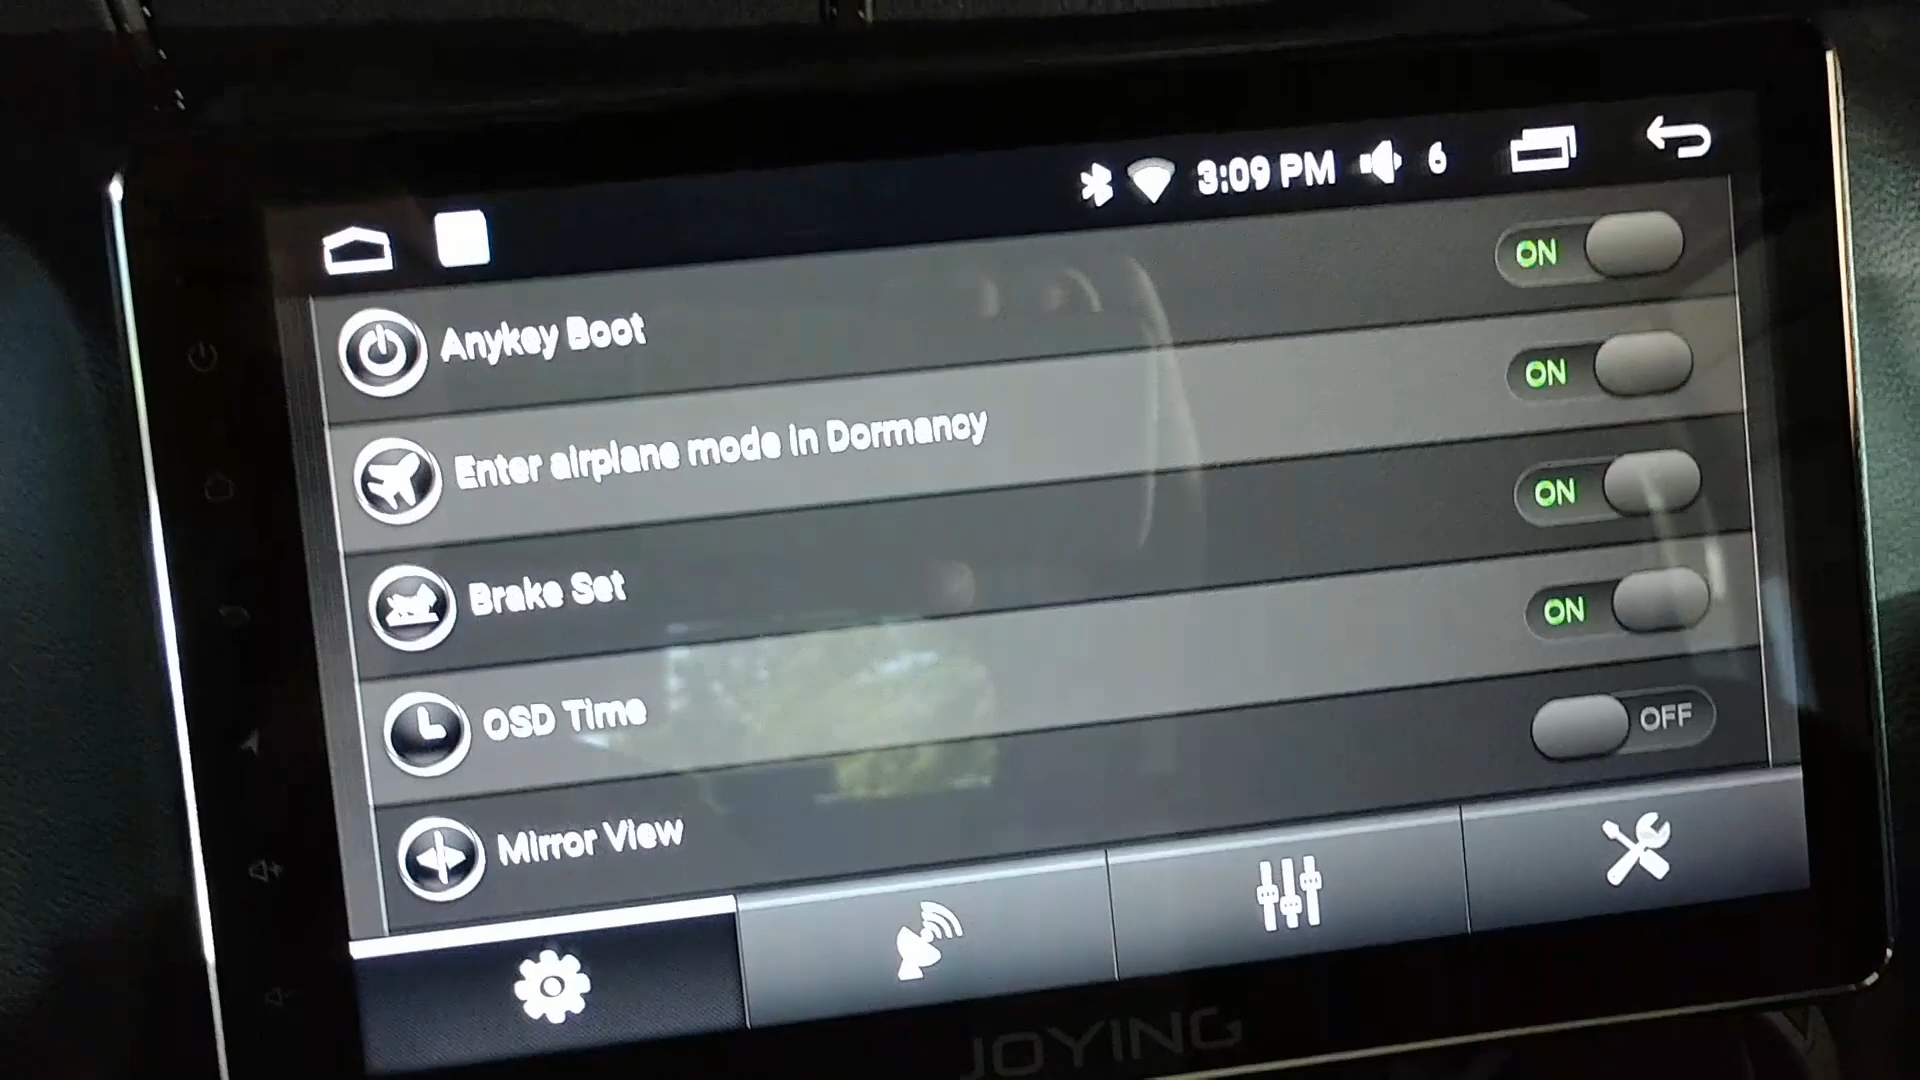 3:09 PM 6
Anykey Boot ON
Enter airplane mode in Dormancy ON
Brake Set ON
OSD Time ON
Mirror View OFF
JOYING